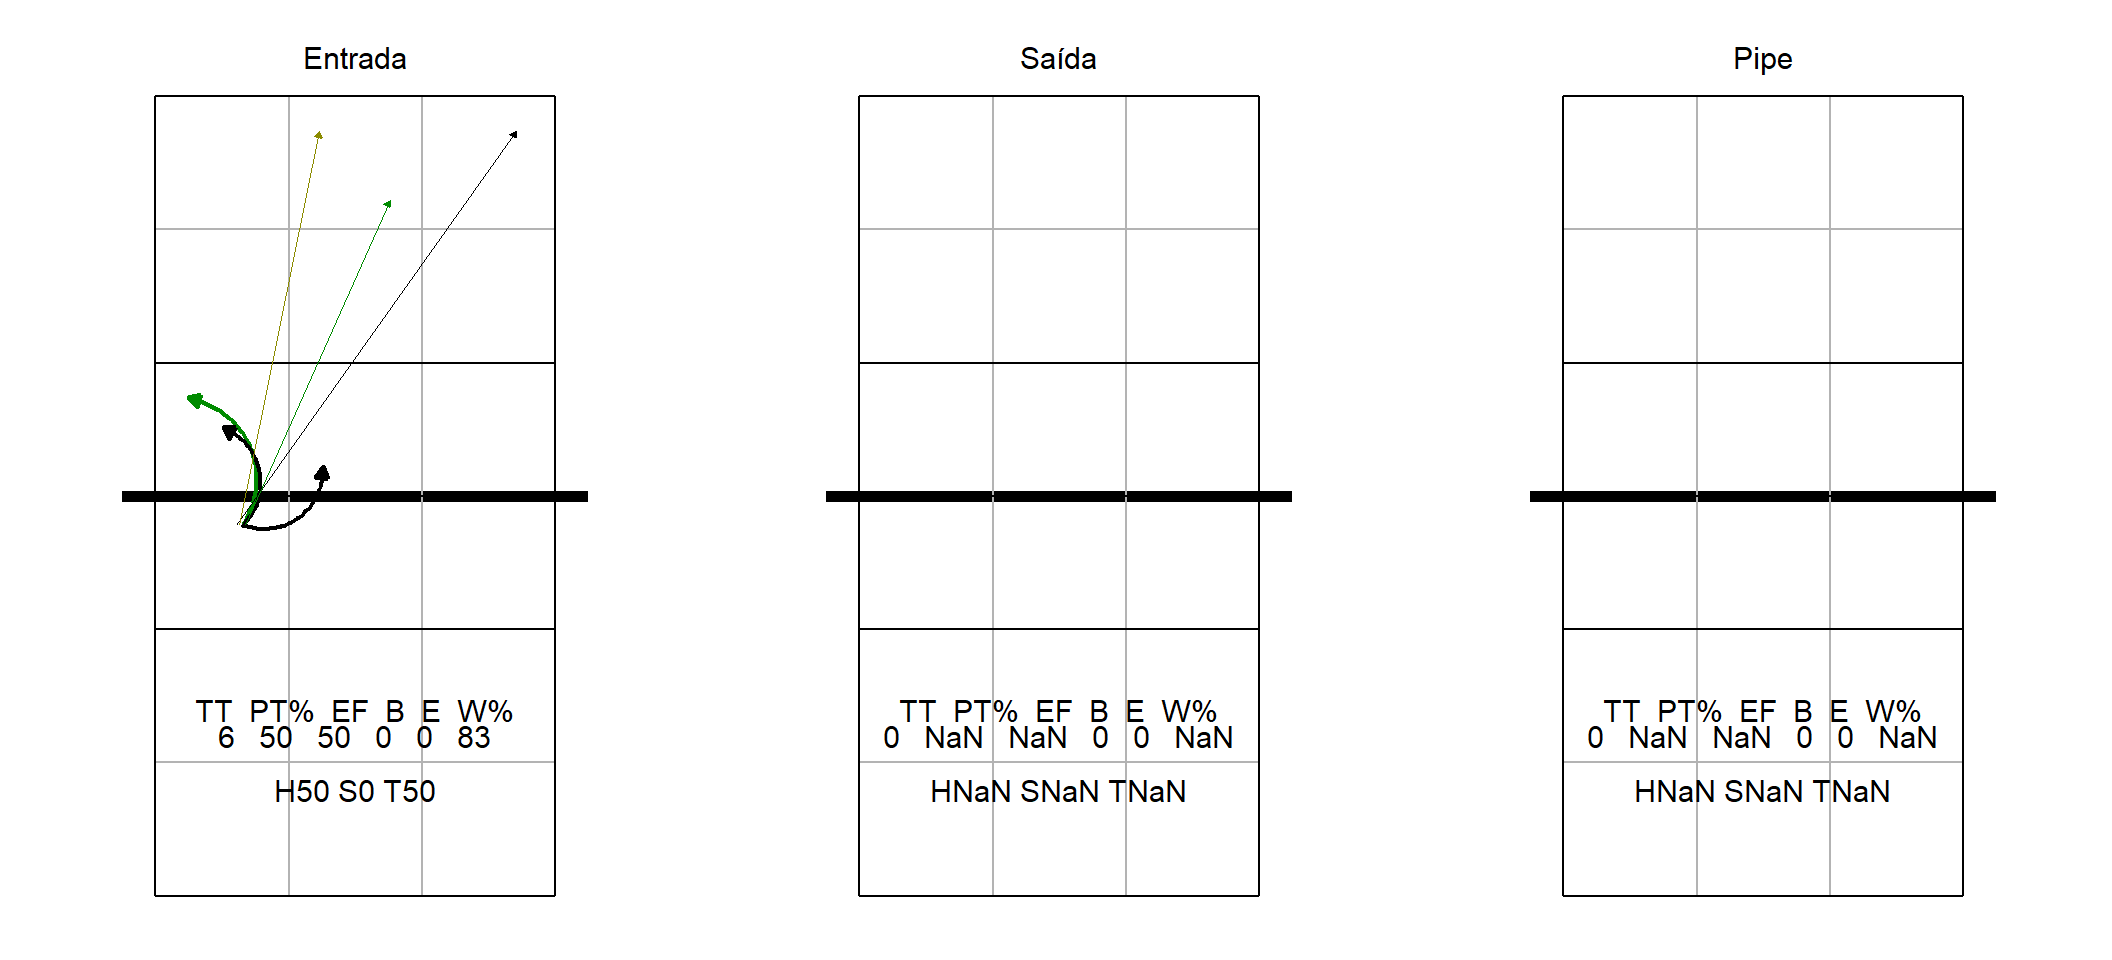 Entrada
TT PT% EF B E W%
6 50 50 0 0 83
H50 S0 T50
Saída
TT PT% EF B E W%
0 NaN NaN 0 0 NaN
HNaN SNaN TNaN
Pipe
TT PT% EF B E W%
0 NaN NaN 0 0 NaN
HNaN SNaN TNaN